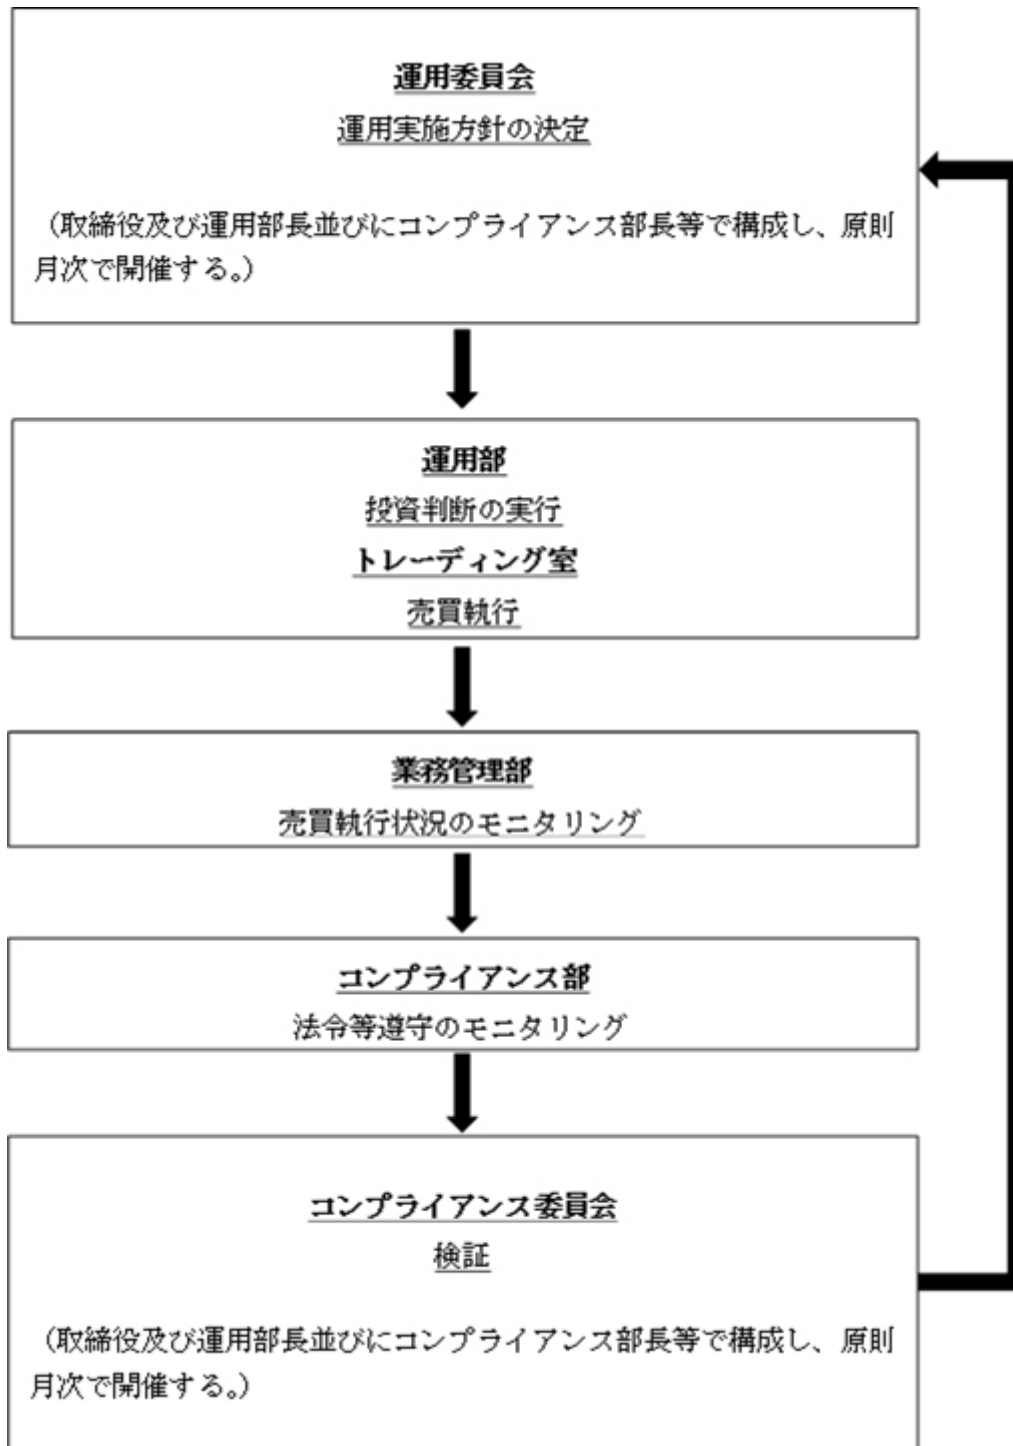 運用委員会
運用実施方針の決定
(取締役及び運用部長並びにコンプライアンス部長等で構成し、原則
月次で開催する。)
運用部
投資判断の実行
トレーディング室
売買執行
業務管理部
売買執行状況のモニタリング
コンプライアンス部
法令等遵守のモニタリング
コンプライアンス委員会
検証
(取締役及び運用部長並びにコンプライアンス部長等で構成し、原則
月次で開催する。)